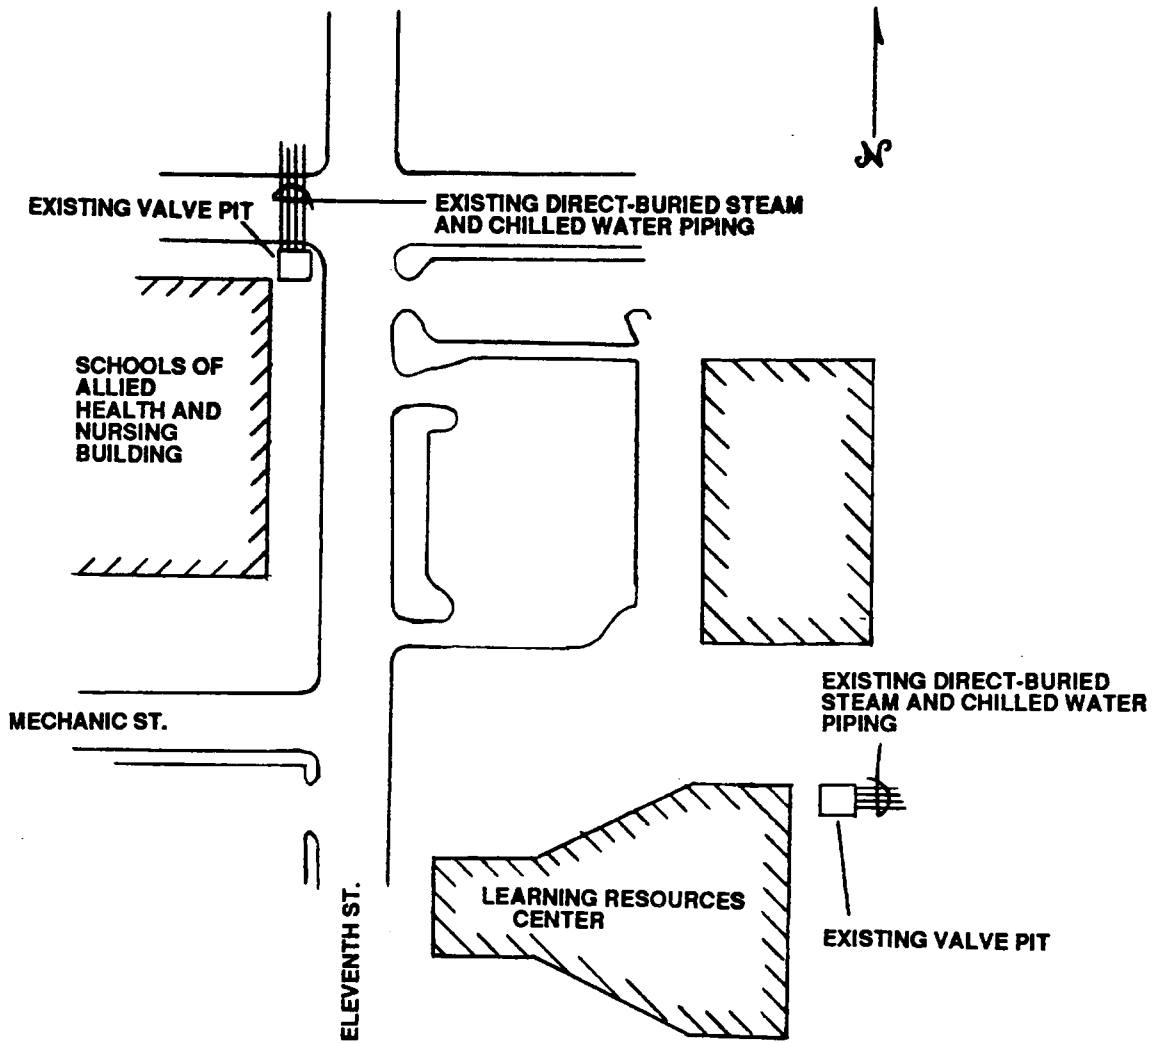 N
EXISTING VALVE PIT
EXISTING DIRECT-BURIED STEAM
AND CHILLED WATER PIPING
SCHOOLS OF
ALLIED
HEALTH AND
NURSING
BUILDING
EXISTING DIRECT-BURIED
STEAM AND CHILLED WATER
PIPING
MECHANIC ST.
LEARNING RESOURCES
CENTER
EXISTING VALVE PIT
ELEVENTH ST.